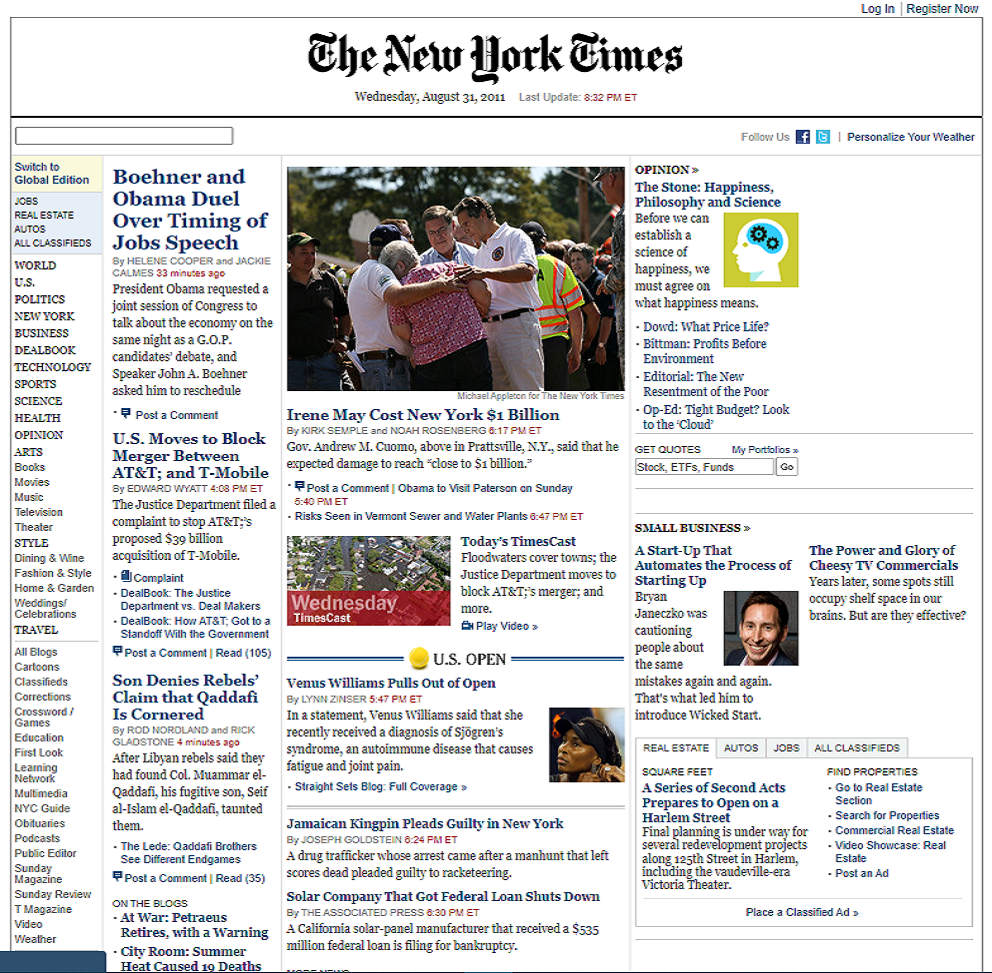 Log In | Register Now
The New York Times
Wednesday, August 31, 2011 Last Update: 8:32 PM ET
Follow Us | Personalize Your Weather
Switch to
Global Edition
JOBS
REAL ESTATE
AUTOS
ALL CLASSIFIEDS
WORLD
U.S.
POLITICS
NEW YORK
BUSINESS
DEALBOOK
TECHNOLOGY
SPORTS
SCIENCE
HEALTH
OPINION
ARTS
Books
Movies
Music
Television
Theater
STYLE
Dining & Wine
Fashion & Style
Home & Garden
Weddings/
Celebrations
TRAVEL
All Blogs
Cartoons
Classifieds
Corrections
Crossword /
Games
Education
First Look
Learning
Network
Multimedia
NYC Guide
Obituaries
Podcasts
Public Editor
Sunday
Magazine
Sunday Review
T Magazine
Video
Weather
Boehner and
Obama Duel
Over Timing of
Jobs Speech
By HELENE COOPER and JACKIE
CALMES 33 minutes ago
President Obama requested a
joint session of Congress to
talk about the economy on the
same night as a G.O.P.
candidates' debate, and
Speaker John A. Boehner
asked him to reschedule
· Post a Comment
U.S. Moves to Block
Merger Between
AT&T; and T-Mobile
By EDWARD WYATT 4:08 PM ET
The Justice Department filed a
complaint to stop AT&T;'s
proposed $39 billion
acquisition of T-Mobile.
· Complaint
· DealBook: The Justice
Department vs. Deal Makers
· DealBook: How AT&T; Got to a
Standoff With the Government
Post a Comment | Read (105)
Son Denies Rebels'
Claim that Qaddafi
Is Cornered
By ROD NORDLAND and RICK
GLADSTONE 4 minutes ago
After Libyan rebels said they
had found Col. Muammar el-
Qaddafi, his fugitive son, Seif
al-Islam el-Qaddafi, taunted
them.
· The Lede: Qaddafi Brothers
See Different Endgames
Post a Comment | Read (35)
ON THE BLOGS
· At War: Petraeus
Retires, with a Warning
· City Room: Summer
Heat Caused 19 Deaths
Michael Appleton for The New York Times
Irene May Cost New York $1 Billion
By KIRK SEMPLE and NOAH ROSENBERG 6:17 PM ET
Gov. Andrew M. Cuomo, above in Prattsville, N.Y., said that he
expected damage to reach “close to $1 billion.”
· Post a Comment | Obama to Visit Paterson on Sunday
5:40 PM ET
· Risks Seen in Vermont Sewer and Water Plants 6:47 PM ET
Wednesday
TimesCast
Today's TimesCast
Floodwaters cover towns; the
Justice Department moves to
block AT&T;'s merger; and
more.
Play Video »
U.S. OPEN
Venus Williams Pulls Out of Open
By LYNN ZINSER 5:47 PM ET
In a statement, Venus Williams said that she
recently received a diagnosis of Sjögren's
syndrome, an autoimmune disease that causes
fatigue and joint pain.
· Straight Sets Blog: Full Coverage »
Jamaican Kingpin Pleads Guilty in New York
By JOSEPH GOLDSTEIN 6:24 PM ET
A drug trafficker whose arrest came after a manhunt that left
scores dead pleaded guilty to racketeering.
Solar Company That Got Federal Loan Shuts Down
By THE ASSOCIATED PRESS 6:30 PM ET
A California solar-panel manufacturer that received a $535
million federal loan is filing for bankruptcy.
MORE NEWS
OPINION »
The Stone: Happiness,
Philosophy and Science
Before we can
establish a
science of
happiness, we
must agree on
what happiness means.
· Dowd: What Price Life?
· Bittman: Profits Before
Environment
· Editorial: The New
Resentment of the Poor
· Op-Ed: Tight Budget? Look
to the ‘Cloud’
GET QUOTES My Portfolios »
Stock, ETFs, Funds Go
SMALL BUSINESS »
A Start-Up That
Automates the Process of
Starting Up
Bryan
Janeczko was
cautioning
people about
the same
mistakes again and again.
That's what led him to
introduce Wicked Start.
The Power and Glory of
Cheesy TV Commercials
Years later, some spots still
occupy shelf space in our
brains. But are they effective?
REAL ESTATE AUTOS JOBS ALL CLASSIFIEDS
SQUARE FEET
A Series of Second Acts
Prepares to Open on a
Harlem Street
Final planning is under way for
several redevelopment projects
along 125th Street in Harlem,
including the vaudeville-era
Victoria Theater.
FIND PROPERTIES
· Go to Real Estate
Section
· Search for Properties
· Commercial Real Estate
· Video Showcase: Real
Estate
· Post an Ad
Place a Classified Ad »